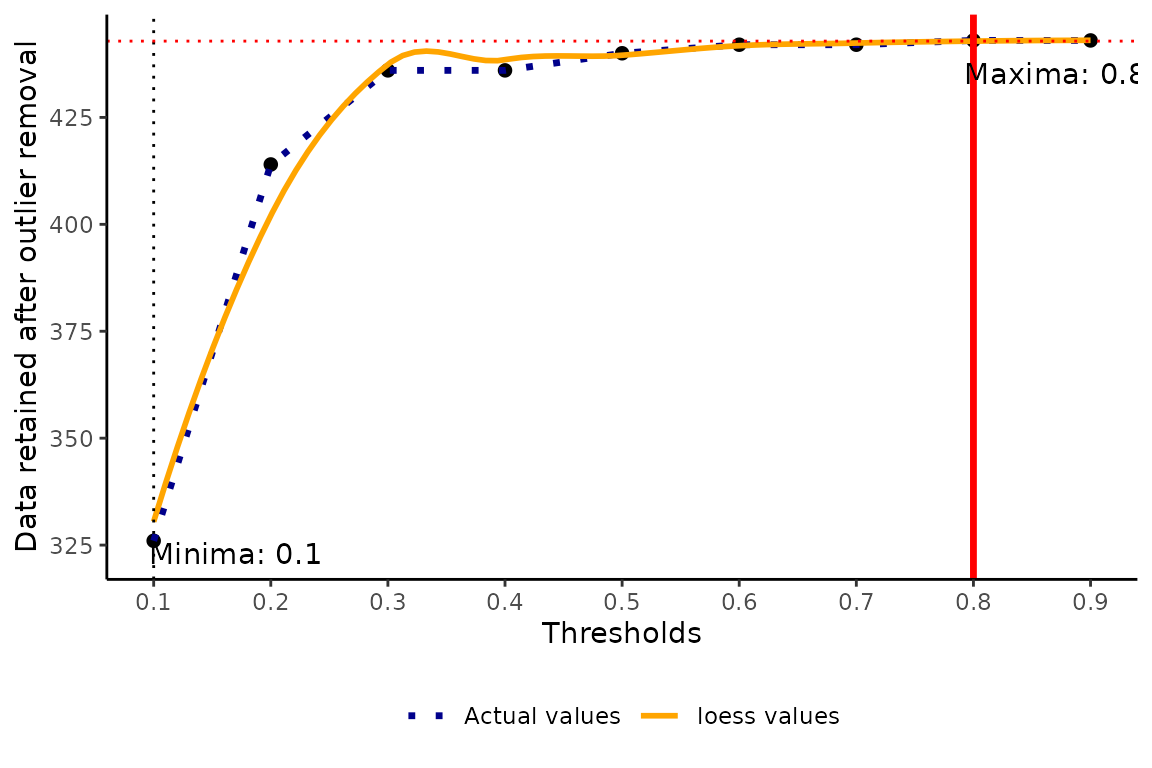 Data retained after outlier removal
425
400
375
350
325
Maxima: 0.8
Minima: 0.1
0.1 0.2 0.3 0.4 0.5 0.6 0.7 0.8 0.9
Thresholds
Actual values loess values